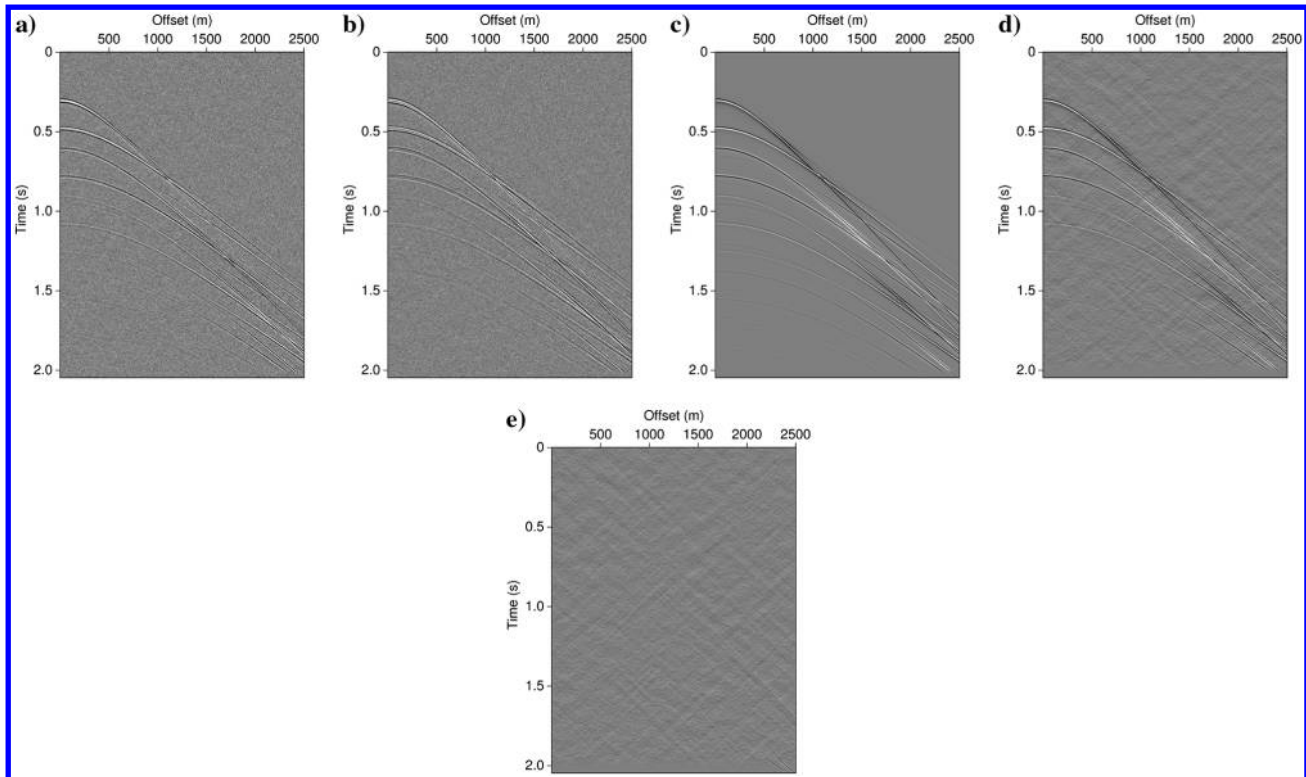 a) Offset (m) b) Offset (m) c) Offset (m) d) Offset (m)
500 1000 1500 2000 2500 500 1000 1500 2000 2500 500 1000 1500 2000 2500 500 1000 1500 2000 2500
0 0 0 0
0.5 0.5 0.5 0.5
Time (s) Time (s) Time (s) Time (s)
1.0 1.0 1.0 1.0
1.5 1.5 1.5 1.5
2.0 2.0 2.0 2.0
e) Offset (m)
500 1000 1500 2000 2500
0
0.5
Time (s)
1.0
1.5
2.0